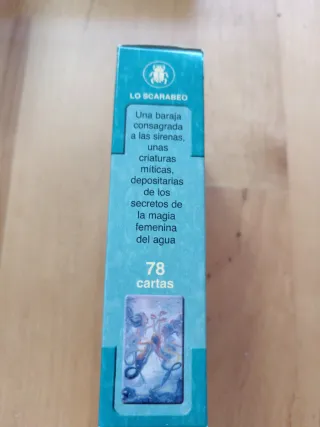 LO SCARABEO
Una baraja
consagrada
a las sirenas,
unas
criaturas
míticas,
depositarias
de los
secretos de
la magia
femenina
del agua
78
cartas